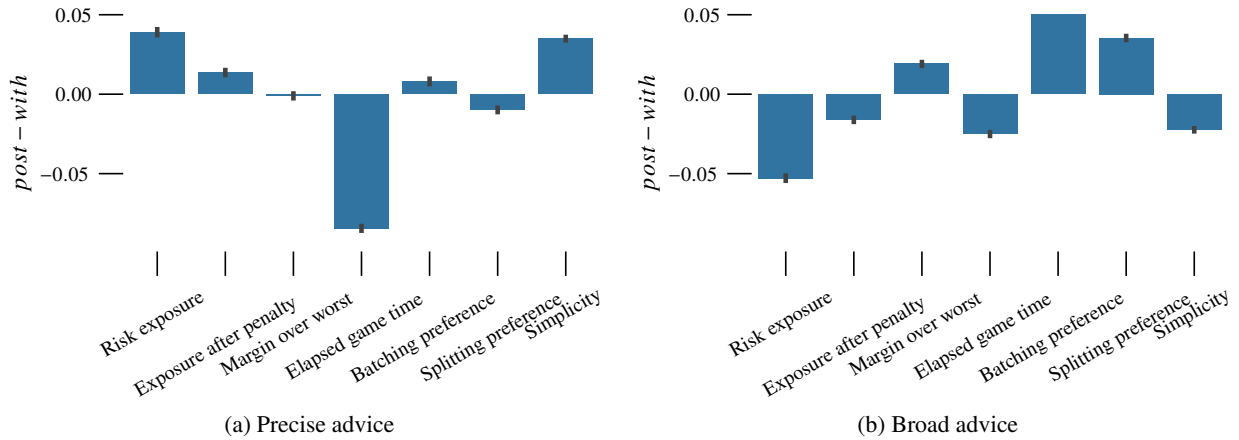 0.05
0.00
−0.05
post − with
Risk exposure
Exposure after penalty
Margin over worst
Elapsed game time
Batching preference
Splitting preference
Simplicity
(a) Precise advice
0.05
0.00
−0.05
post − with
Risk exposure
Exposure after penalty
Margin over worst
Elapsed game time
Batching preference
Splitting preference
Simplicity
(b) Broad advice